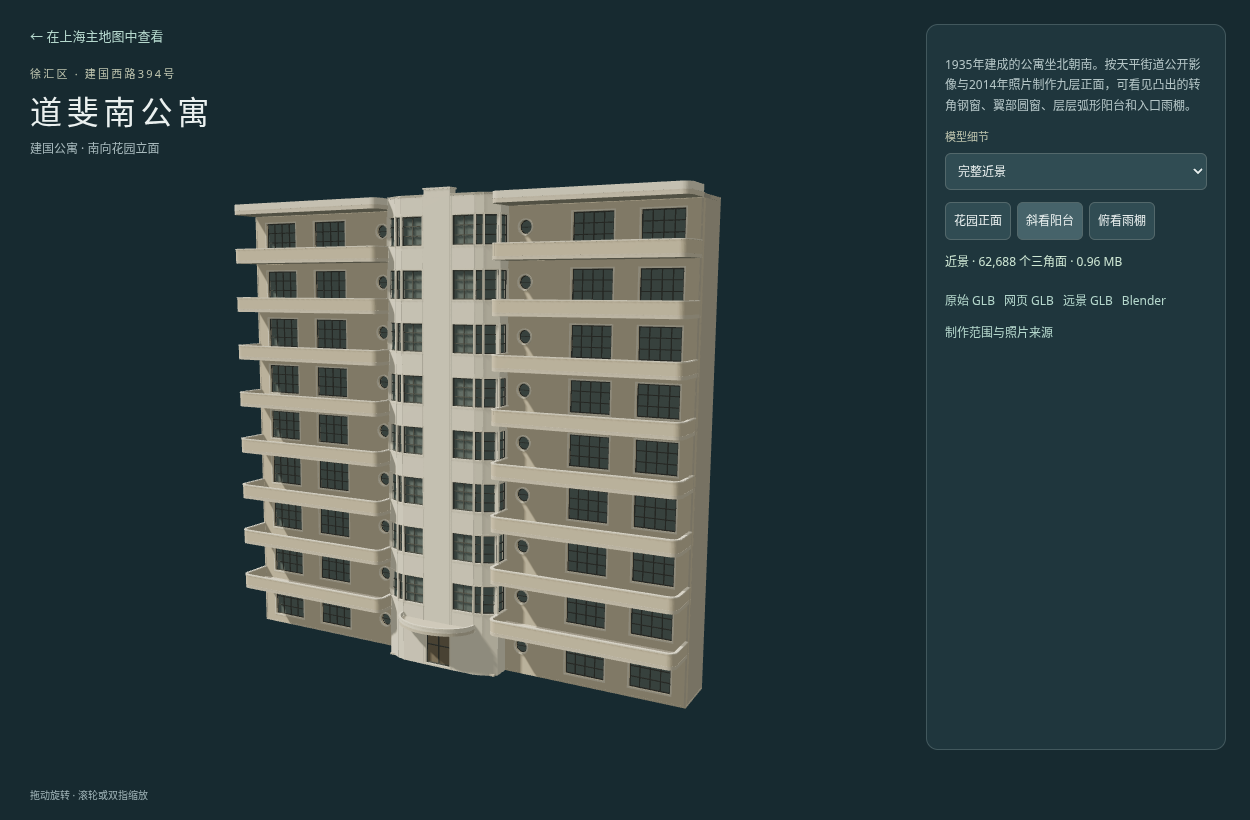 ← 在上海主地图中查看
徐汇区 · 建国西路394号
道斐南公寓
建国公寓 · 南向花园立面
1935年建成的公寓坐北朝南。按天平街道公开影
像与2014年照片制作九层正面，可看见凸出的转
角钢窗、翼部圆窗、层层弧形阳台和入口雨棚。
模型细节
完整近景
花园正面 斜看阳台 俯看雨棚
近景 · 62,688 个三角面 · 0.96 MB
原始 GLB 网页 GLB 远景 GLB Blender
制作范围与照片来源
拖动旋转 · 滚轮或双指缩放